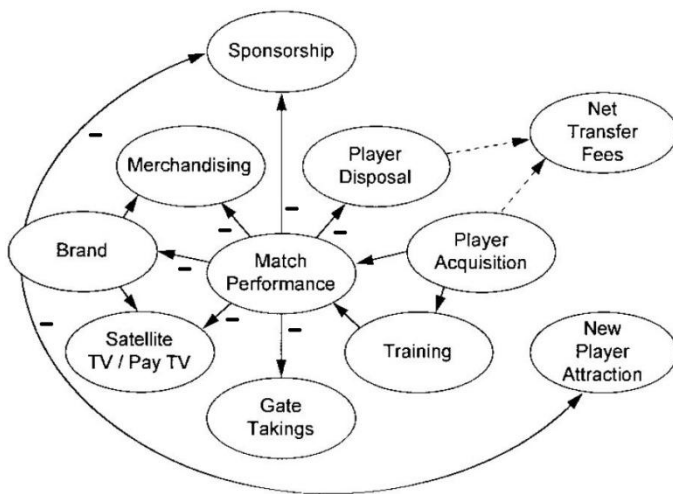 Sponsorship
Net
Transfer
Fees
Merchandising
Player
Disposal
Brand
Match
Performance
Player
Acquisition
Satellite
TV / Pay TV
Training
New
Player
Attraction
Gate
Takings